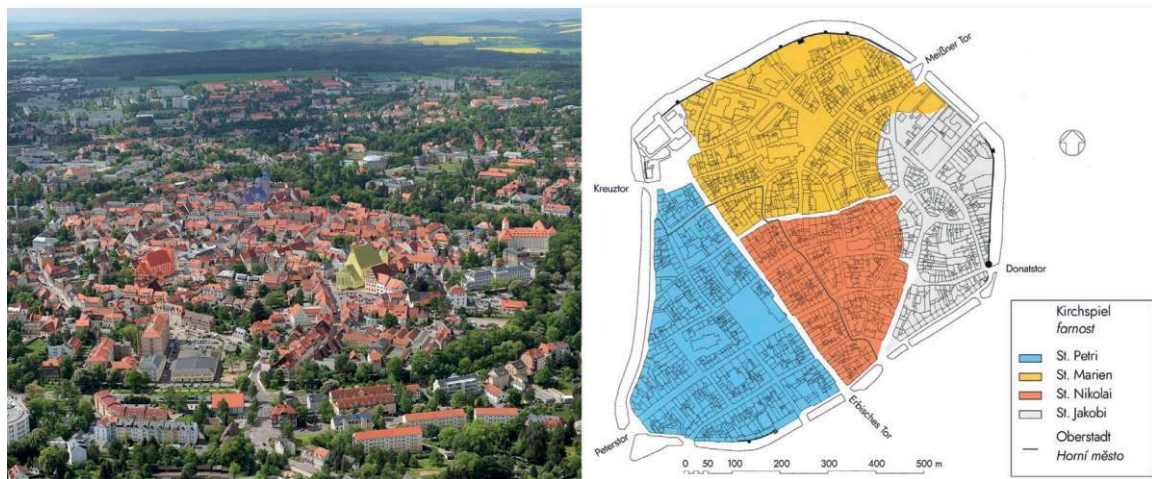 Meißner Tor
Kreuztor
Donatstor
Erbisches Tor
Peterstor
0 50 100 200 300 400 500 m
Kirchspiel
farnost
St. Petri
St. Marien
St. Nikolai
St. Jakobi
Oberstadt
Horní město